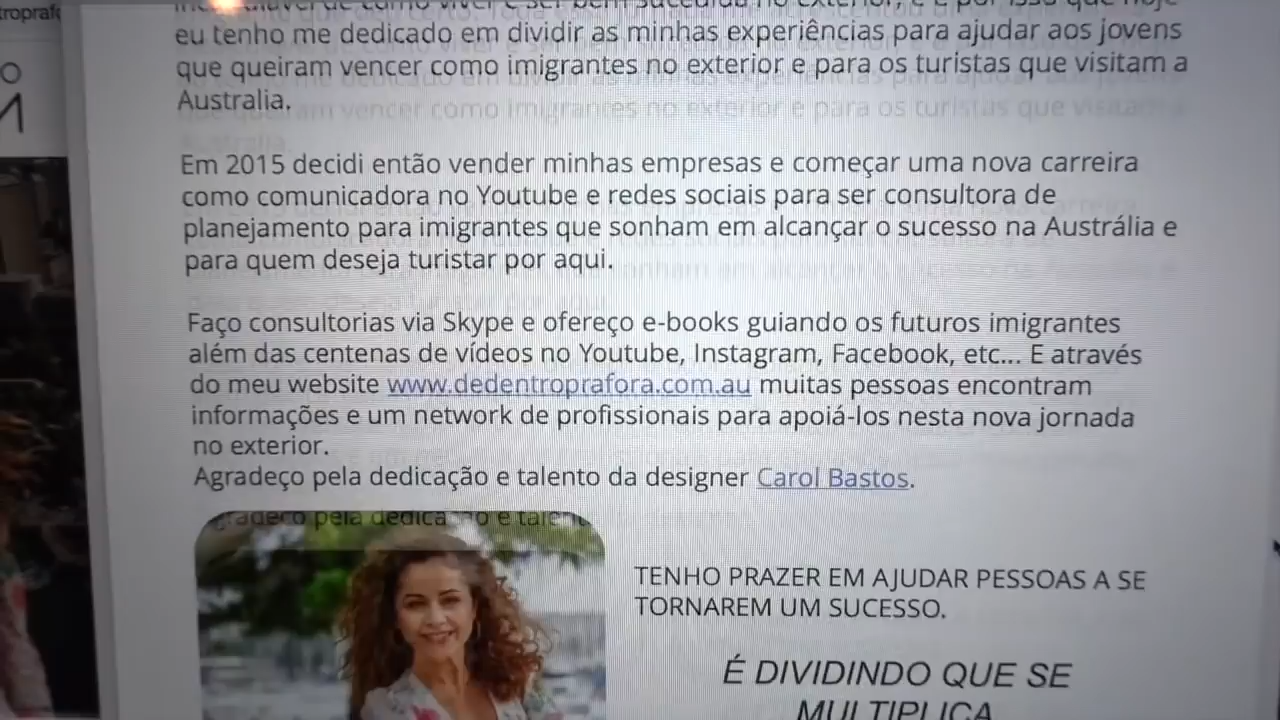 eu tenho me dedicado em dividir as minhas experiências para ajudar aos jovens
que queiram vencer como imigrantes no exterior e para os turistas que visitam a
Australia.
Em 2015 decidi então vender minhas empresas e começar uma nova carreira
como comunicadora no Youtube e redes sociais para ser consultora de
planejamento para imigrantes que sonham em alcançar o sucesso na Austrália e
para quem deseja turistar por aqui.
Faço consultorias via Skype e ofereço e-books guiando os futuros imigrantes
além das centenas de vídeos no Youtube, Instagram, Facebook, etc... E através
do meu website www.dedentroprafora.com.au muitas pessoas encontram
informações e um network de profissionais para apoiá-los nesta nova jornada
no exterior.
Agradeço pela dedicação e talento da designer Carol Bastos.
TENHO PRAZER EM AJUDAR PESSOAS A SE
TORNAREM UM SUCESSO.
É DIVIDINDO QUE SE
MULTIPLICA